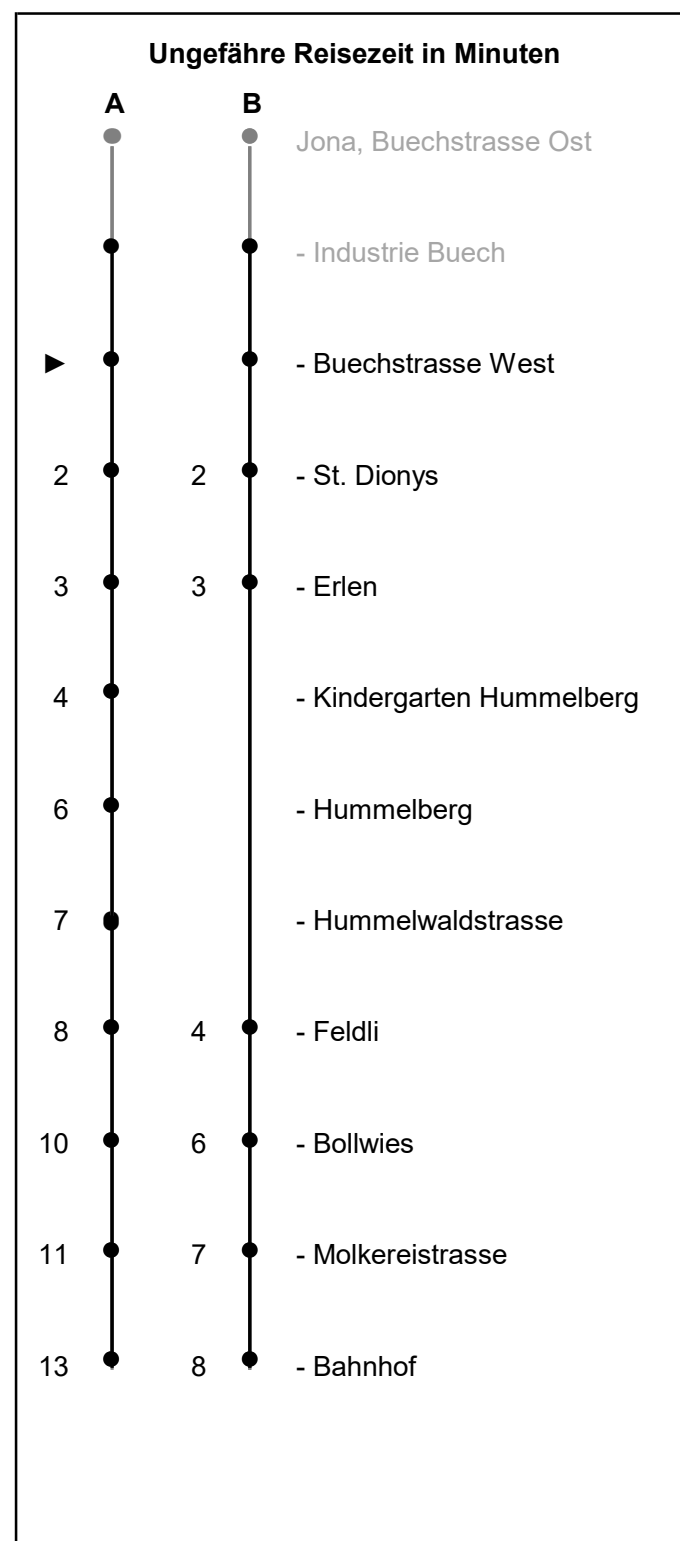 Ungefähre Reisezeit in Minuten
A B
Jona, Buechstrasse Ost
- Industrie Buech
► - Buechstrasse West
2 2 - St. Dionys
3 3 - Erlen
4 - Kindergarten Hummelberg
6 - Hummelberg
7 - Hummelwaldstrasse
8 4 - Feldli
10 6 - Bollwies
11 7 - Molkereistrasse
13 8 - Bahnhof